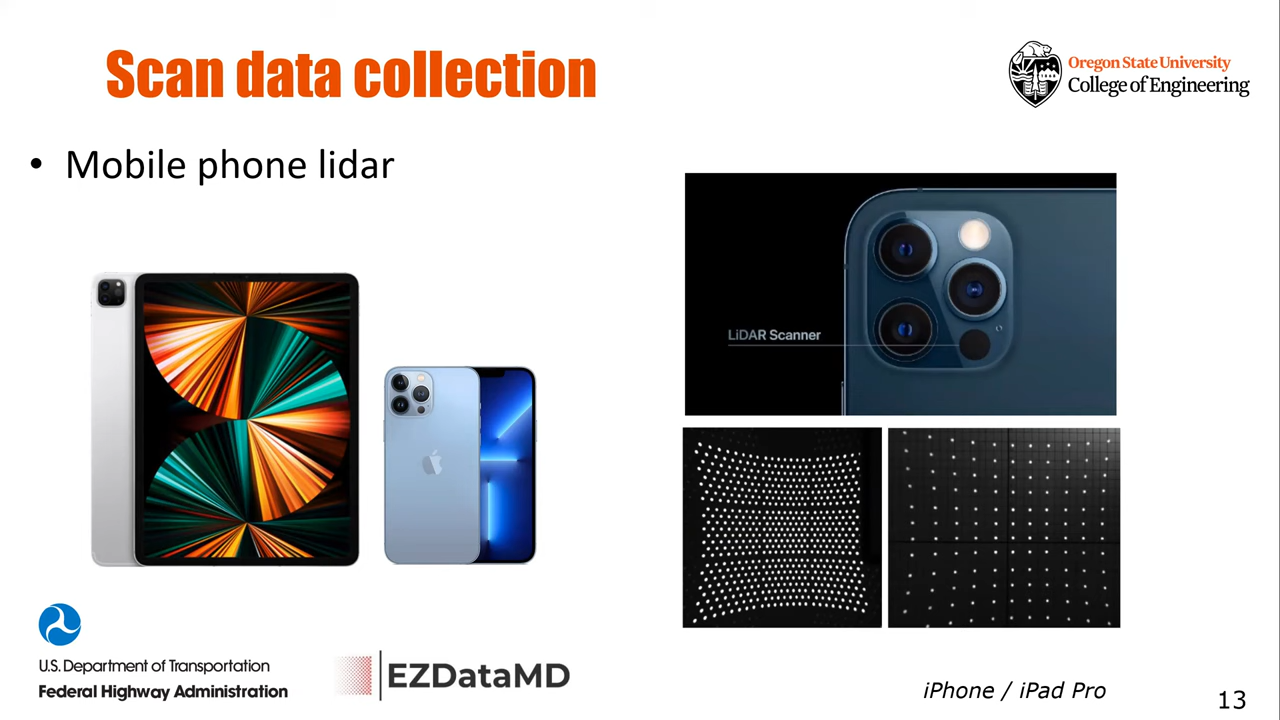 Scan data collection
Oregon State University
College of Engineering
• Mobile phone lidar
LiDAR Scanner
U.S. Department of Transportation
Federal Highway Administration
EZDataMD
iPhone / iPad Pro
13